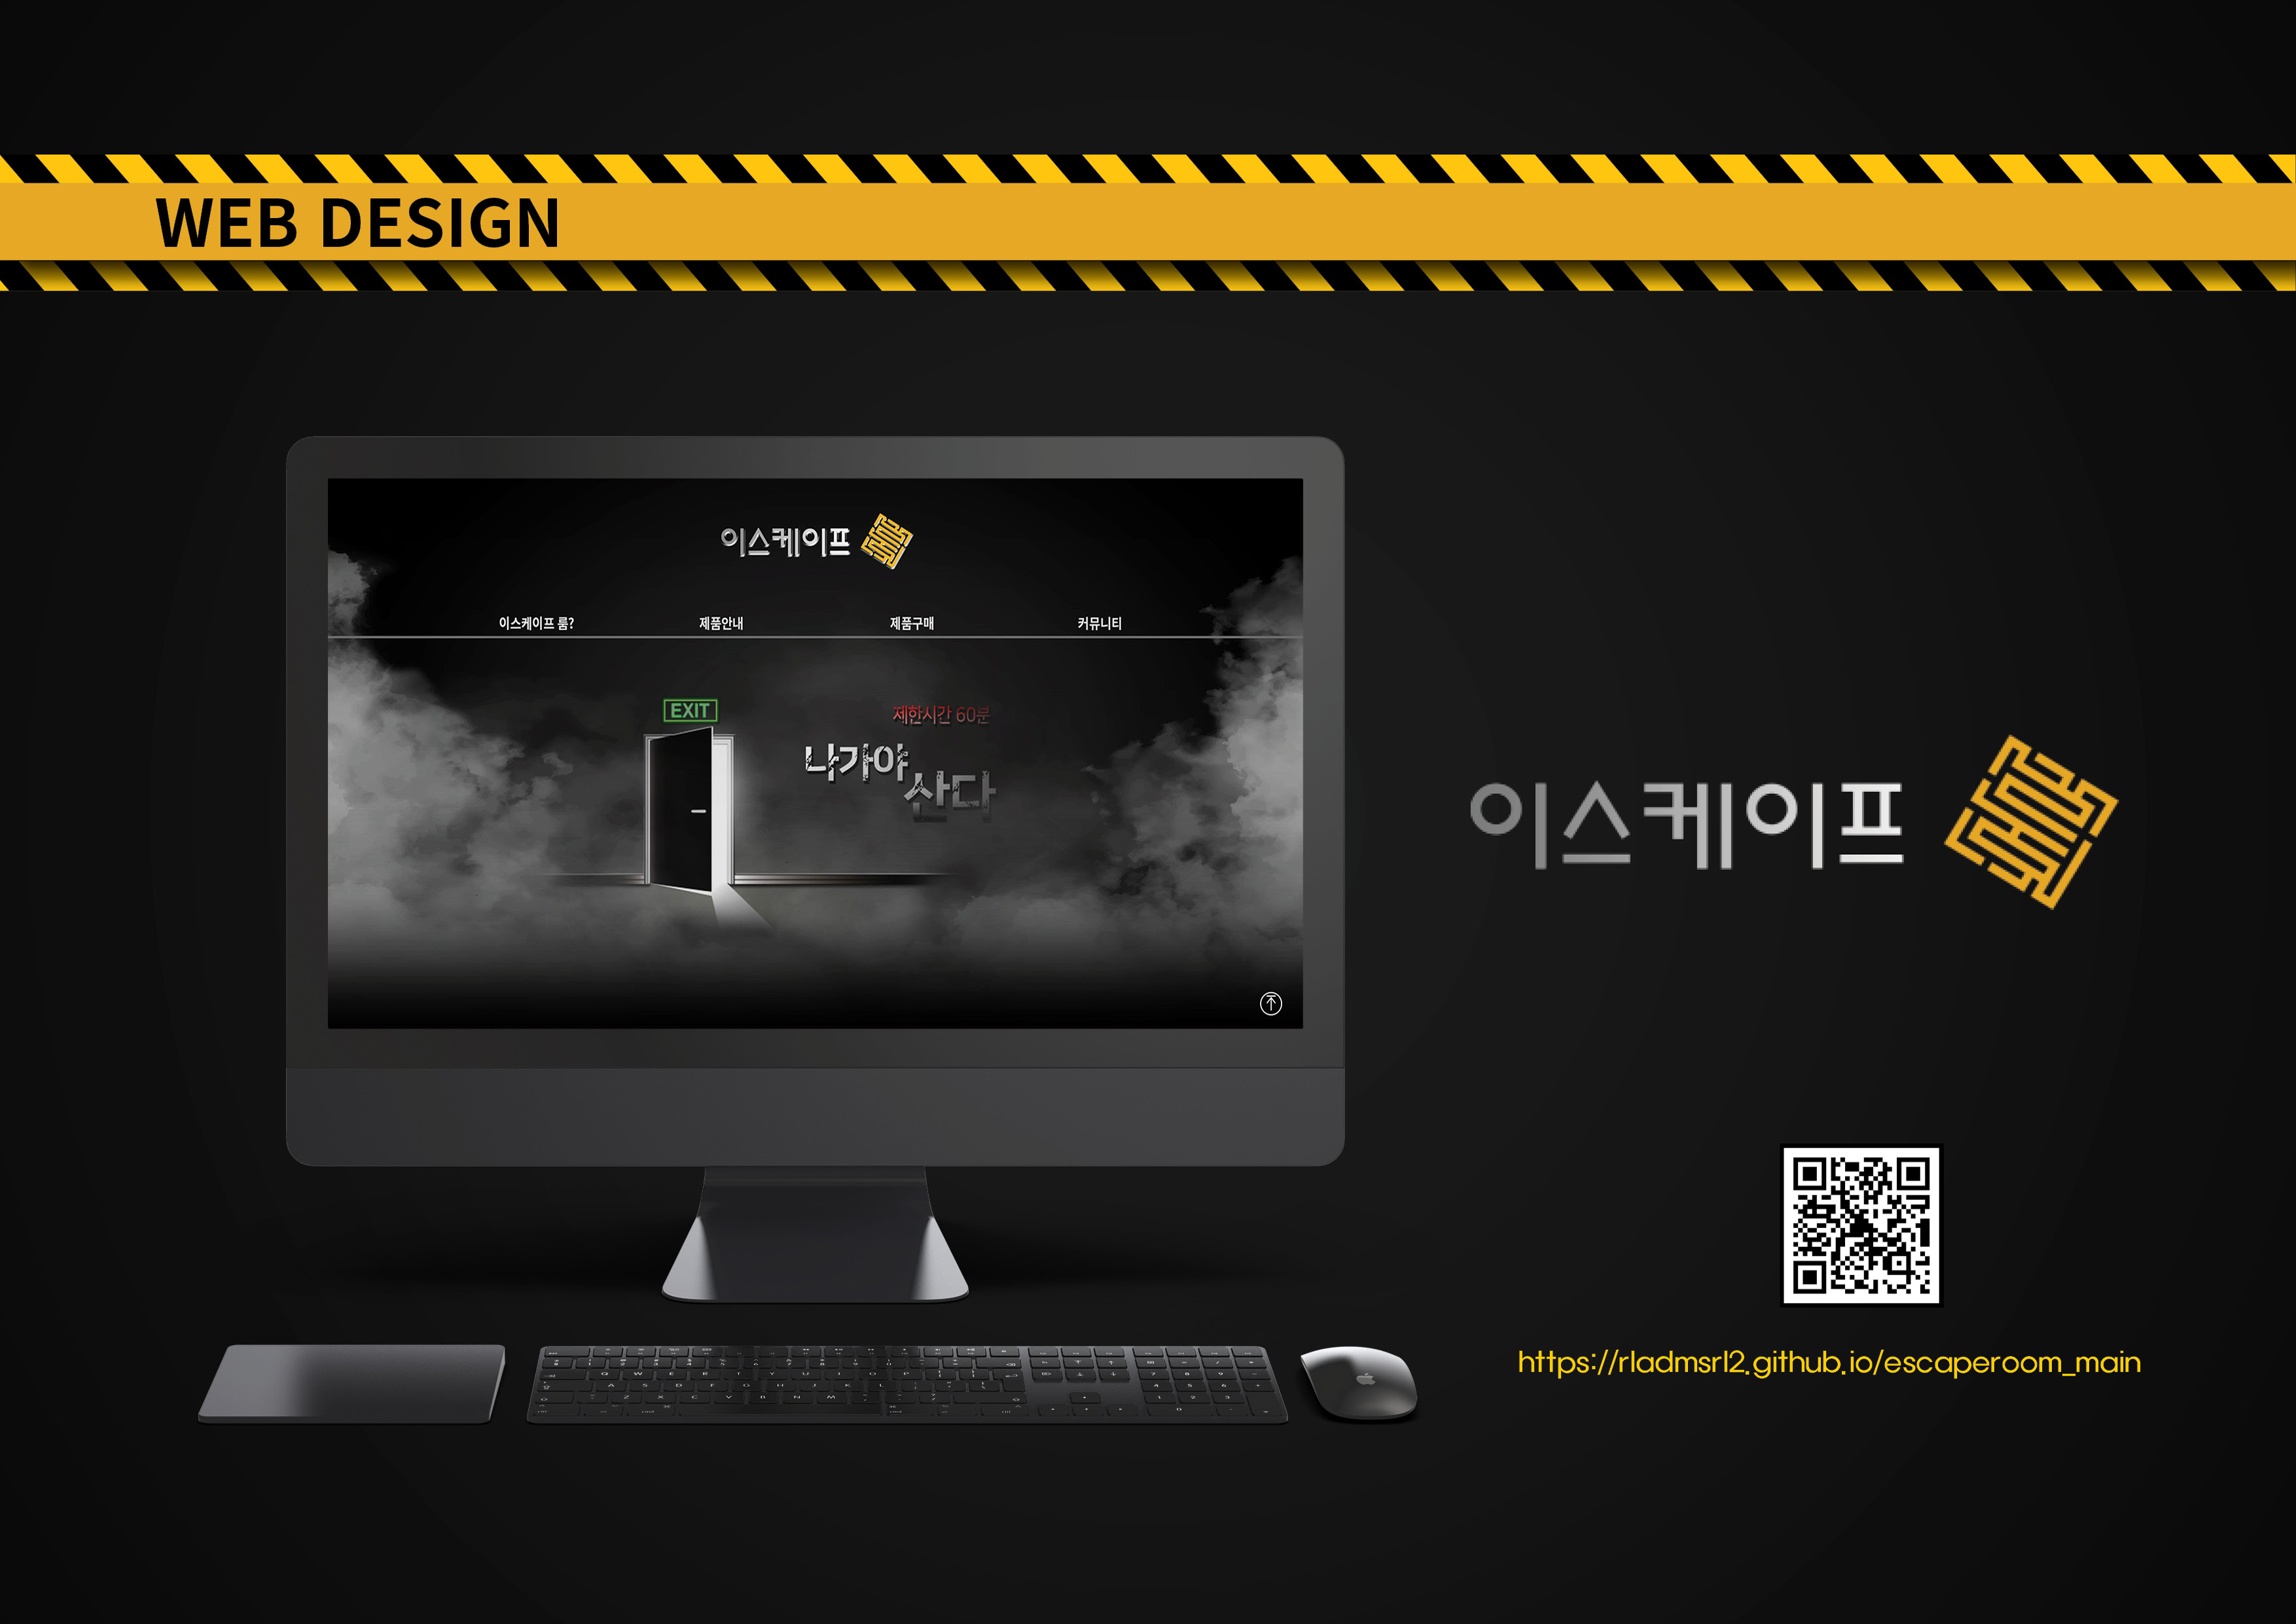 WEB DESIGN
이스케이프 룸
이스케이프 룸? 제품안내 제품구매 커뮤니티
EXIT
제한시간 60분
나가야
산다
이스케이프 룸
https://rladmsrl2.github.io/escaperoom_main